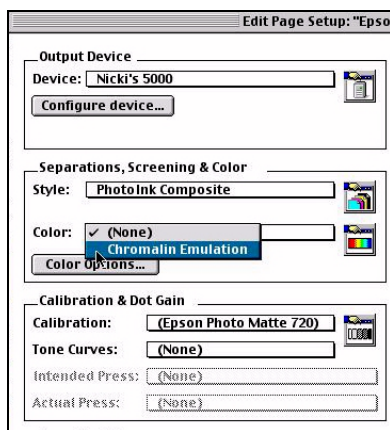 Edit Page Setup: "Epso
Output Device
Device: Nicki's 5000
Configure device...
Separations, Screening & Color
Style: PhotoInk Composite
Color: ✓ (None)
Chromalin Emulation
Color Options...
Calibration & Dot Gain
Calibration: (Epson Photo Matte 720)
Tone Curves: (None)
Intended Press: (None)
Actual Press: (None)